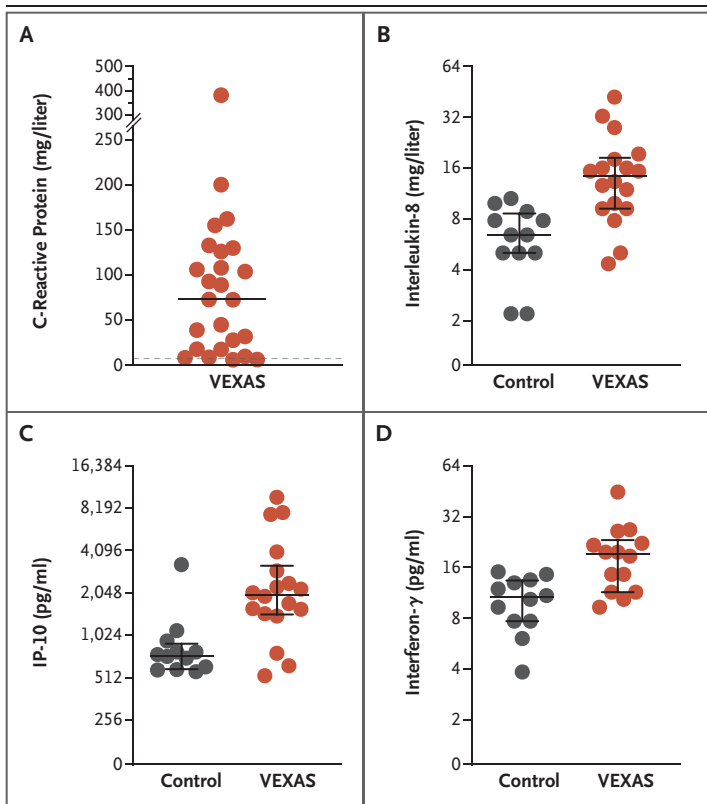 A
C-Reactive Protein (mg/liter)
500
400
300
250
200
150
100
50
0
VEXAS
B
Interleukin-8 (mg/liter)
64
32
16
8
4
2
0
Control VEXAS
C
IP-10 (pg/ml)
16,384
8,192
4,096
2,048
1,024
512
256
0
Control VEXAS
D
Interferon-γ (pg/ml)
64
32
16
8
4
2
0
Control VEXAS